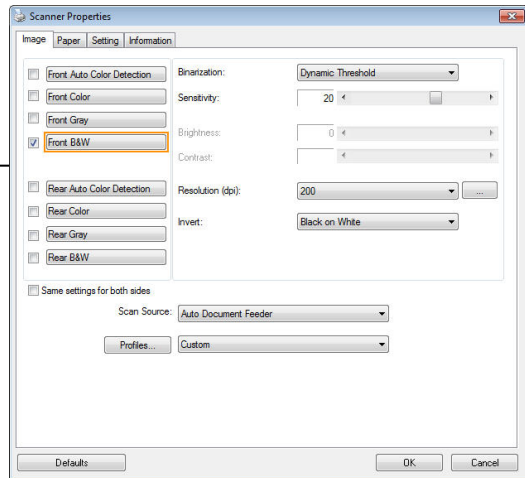 Scanner Properties
Image Paper Setting Information
Front Auto Color Detection
Front Color
Front Gray
Front B&W
Rear Auto Color Detection
Rear Color
Rear Gray
Rear B&W
Binarization: Dynamic Threshold
Sensitivity: 20
Brightness: 0
Contrast:
Resolution (dpi): 200 ...
Invert: Black on White
Same settings for both sides
Scan Source: Auto Document Feeder
Profiles... Custom
Defaults OK Cancel